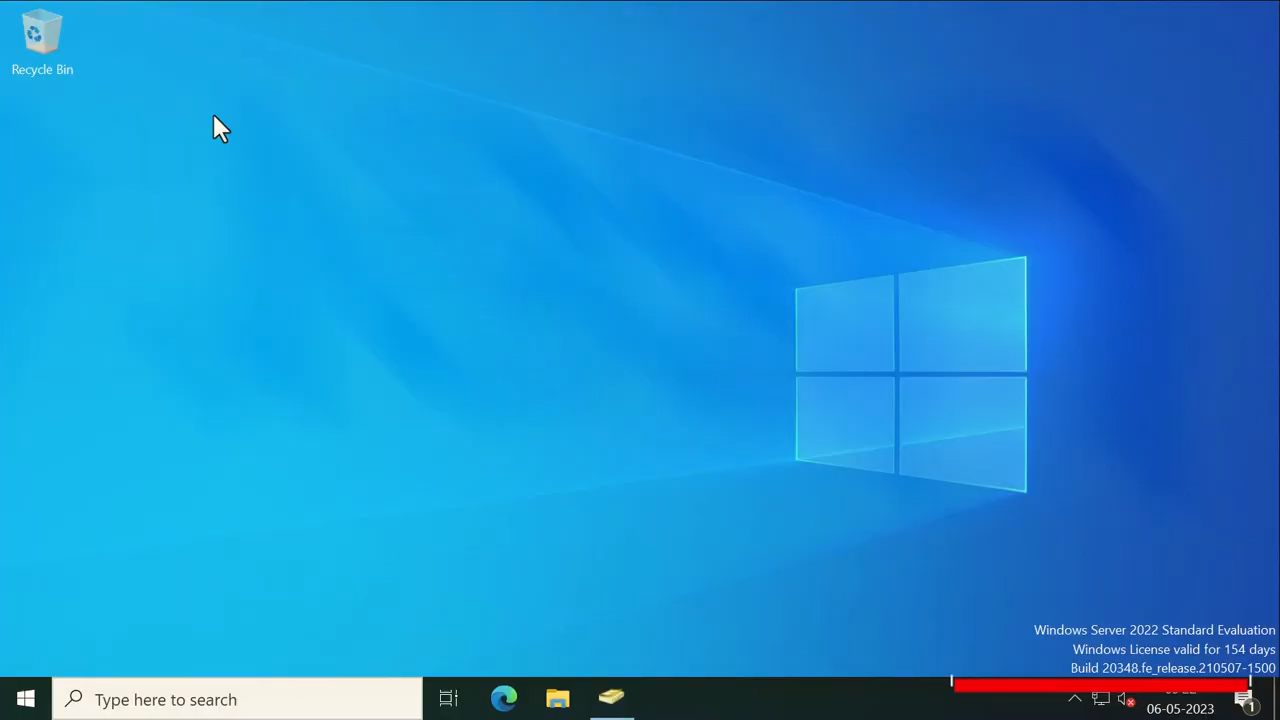 Recycle Bin
Windows Server 2022 Standard Evaluation
Windows License valid for 154 days
Build 20348.fe_release.210507-1500
Type here to search
06-05-2023
1